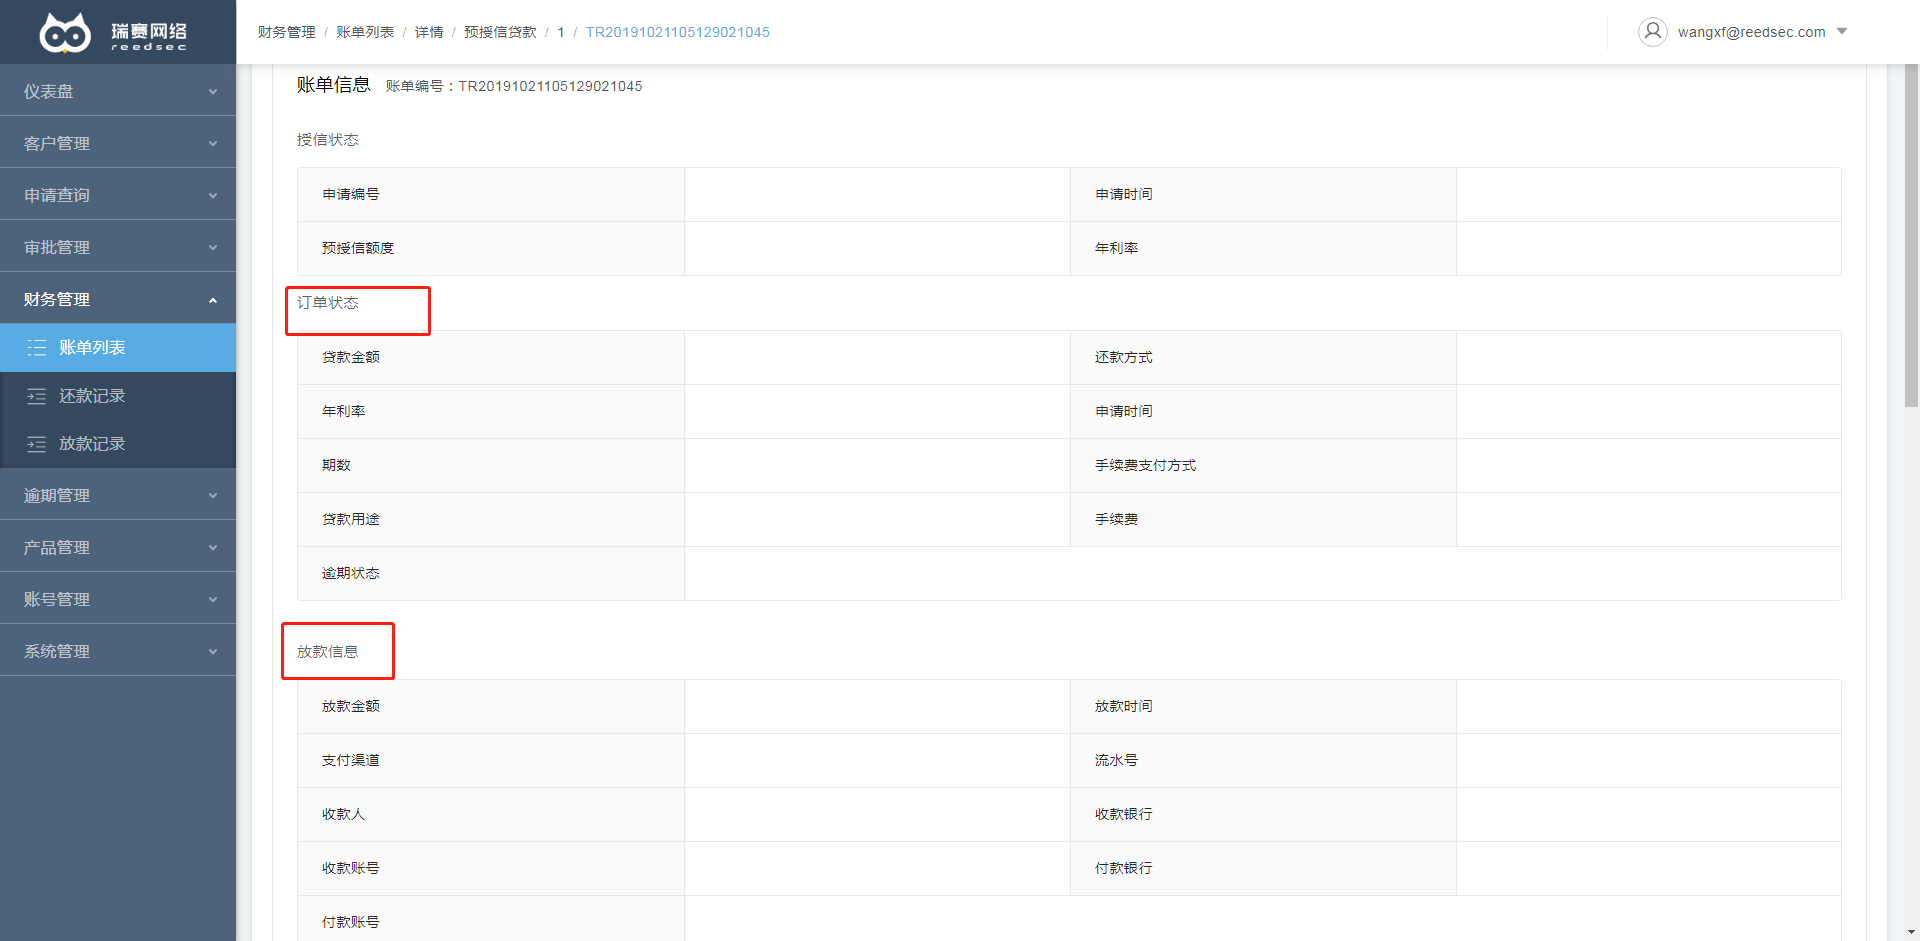 瑞赛网络
reedsec
财务管理 / 账单列表 / 详情 / 预授信贷款 / 1 / TR20191021105129021045
wangxf@reedsec.com
仪表盘
客户管理
申请查询
审批管理
财务管理
账单列表
还款记录
放款记录
逾期管理
产品管理
账号管理
系统管理
账单信息 账单编号：TR20191021105129021045
授信状态
申请编号 申请时间
预授信额度 年利率
订单状态
贷款金额 还款方式
年利率 申请时间
期数 手续费支付方式
贷款用途 手续费
逾期状态
放款信息
放款金额 放款时间
支付渠道 流水号
收款人 收款银行
收款账号 付款银行
付款账号